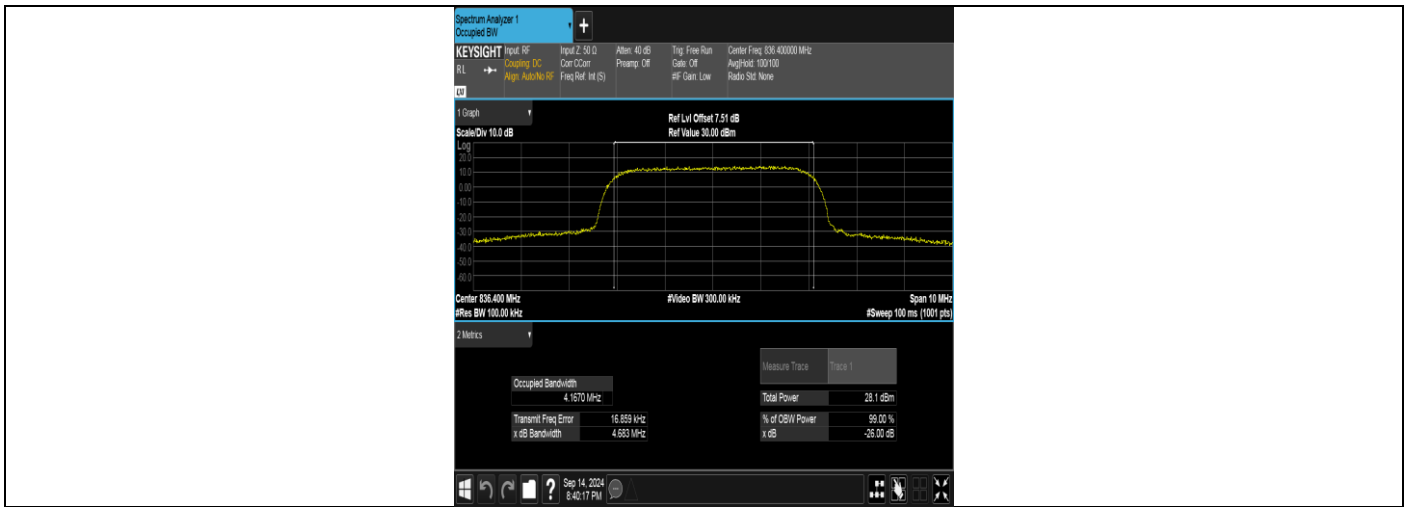 Spectrum Analyzer 1
Occupied BW
+
KEYSIGHT Input: RF Input Z: 50 Ω Atten: 40 dB Trig: Free Run Center Freq: 836.400000 MHz
RL Coupling: DC Corr CCorr Preamp: Off Gate: Off Avg|Hold: 100/100
Align: Auto/No RF Freq Ref: Int (S) #IF Gain: Low Radio Std: None
LXI
1 Graph
Ref Lvl Offset 7.51 dB
Scale/Div 10.0 dB Ref Value 30.00 dBm
Log
20.0
10.0
0.00
-10.0
-20.0
-30.0
-40.0
-50.0
-60.0
Center 836.400 MHz #Video BW 300.00 kHz Span 10 MHz
#Res BW 100.00 kHz #Sweep 100 ms (1001 pts)
2 Metrics
Measure Trace Trace 1
Occupied Bandwidth
4.1670 MHz
Total Power 28.1 dBm
Transmit Freq Error 16.859 kHz % of OBW Power 99.00 %
x dB Bandwidth 4.683 MHz x dB -26.00 dB
? Sep 14, 2024
8:40:17 PM